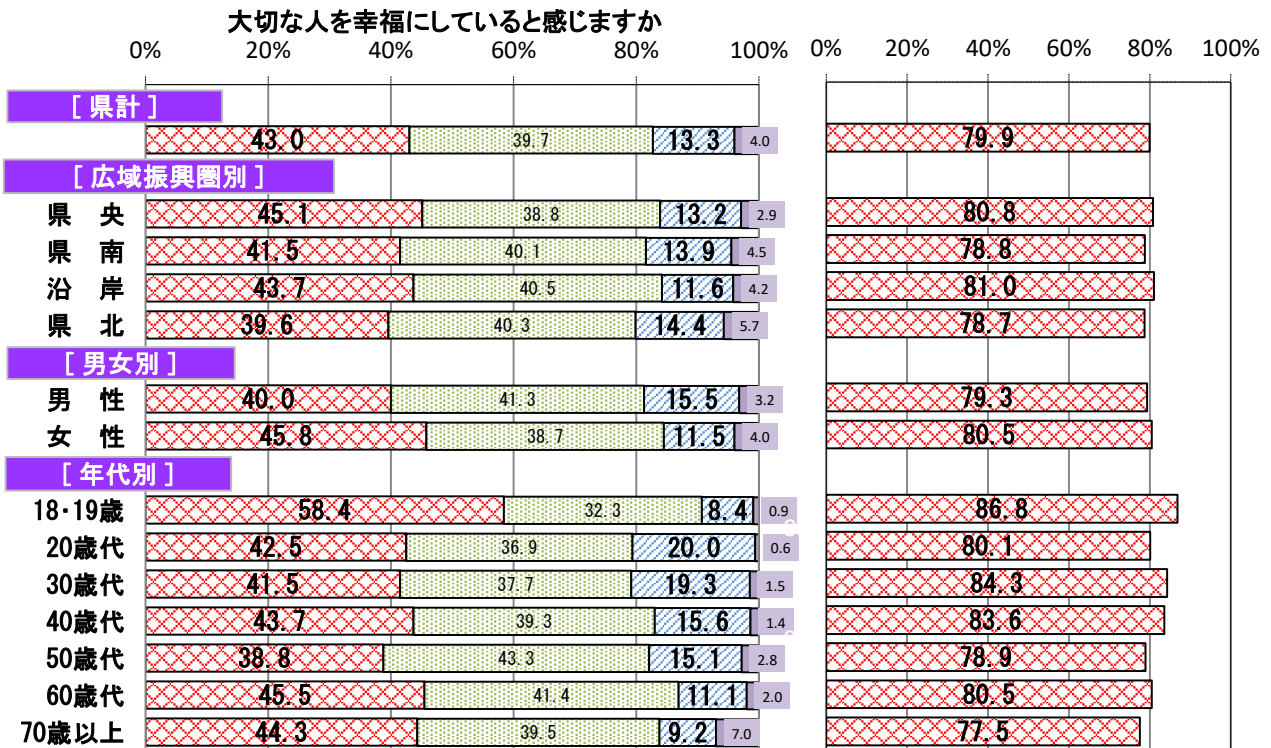 大切な人を幸福にしていると感じますか
0% 20% 40% 60% 80% 100% 0% 20% 40% 60% 80% 100%
[ 県計 ]
43.0 39.7 13.3 4.0 79.9
[ 広域振興圏別 ]
県 央 45.1 38.8 13.2 2.9 80.8
県 南 41.5 40.1 13.9 4.5 78.8
沿 岸 43.7 40.5 11.6 4.2 81.0
県 北 39.6 40.3 14.4 5.7 78.7
[ 男女別 ]
男 性 40.0 41.3 15.5 3.2 79.3
女 性 45.8 38.7 11.5 4.0 80.5
[ 年代別 ]
18・19歳 58.4 32.3 8.4 0.9 86.8
20歳代 42.5 36.9 20.0 0.6 80.1
30歳代 41.5 37.7 19.3 1.5 84.3
40歳代 43.7 39.3 15.6 1.4 83.6
50歳代 38.8 43.3 15.1 2.8 78.9
60歳代 45.5 41.4 11.1 2.0 80.5
70歳以上 44.3 39.5 9.2 7.0 77.5